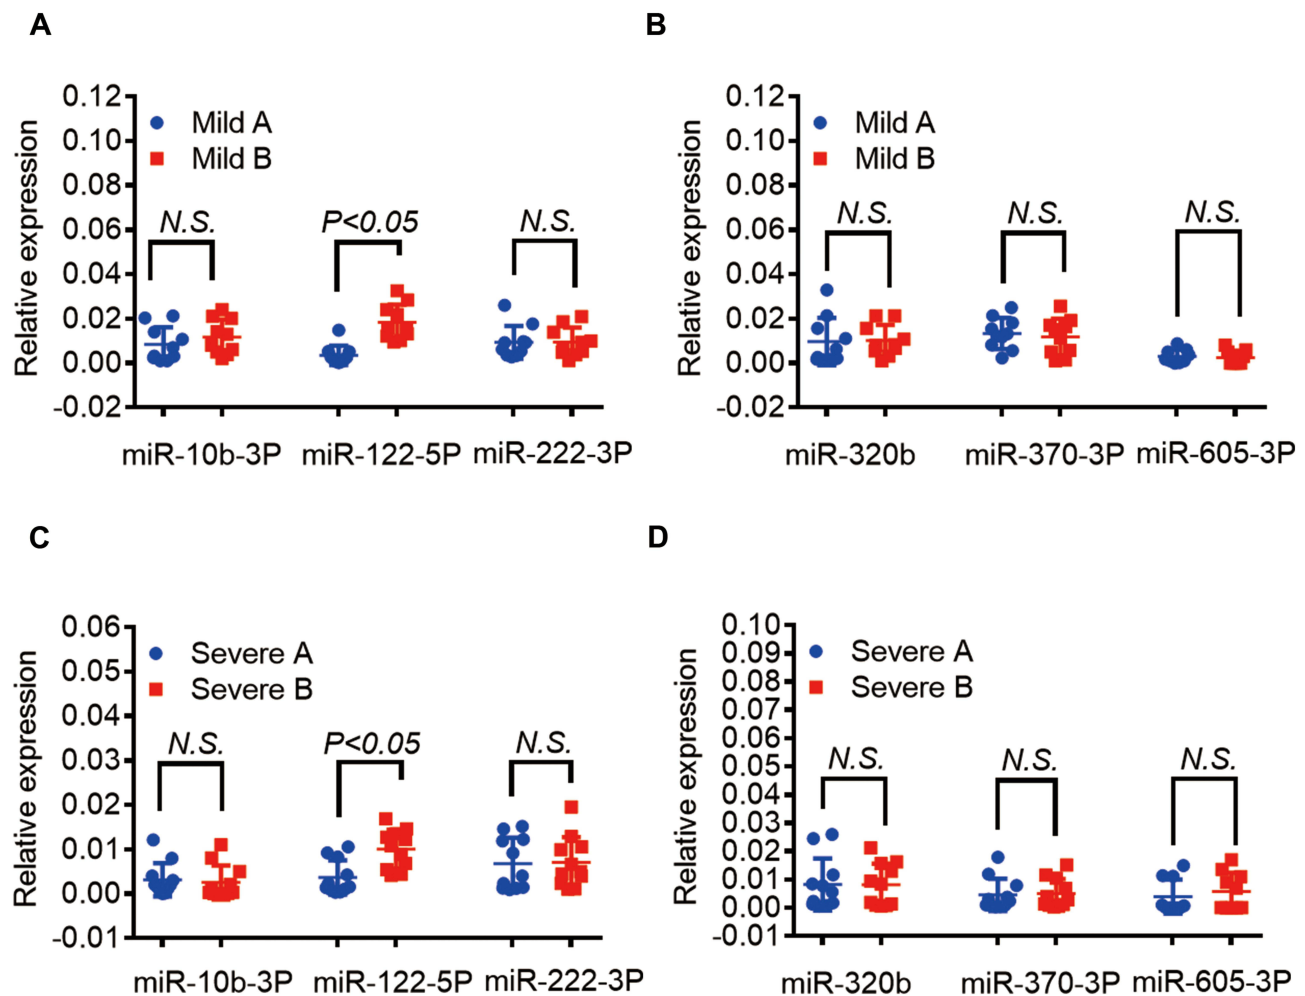 A
Relative expression
0.12
0.10
0.08
0.06
0.04
0.02
0.00
-0.02
Mild A
Mild B
N.S.
P<0.05
N.S.
miR-10b-3P
miR-122-5P
miR-222-3P
B
Relative expression
0.12
0.10
0.08
0.06
0.04
0.02
0.00
-0.02
Mild A
Mild B
N.S.
N.S.
N.S.
miR-320b
miR-370-3P
miR-605-3P
C
Relative expression
0.06
0.05
0.04
0.03
0.02
0.01
0.00
-0.01
Severe A
Severe B
N.S.
P<0.05
N.S.
miR-10b-3P
miR-122-5P
miR-222-3P
D
Relative expression
0.10
0.09
0.08
0.07
0.06
0.05
0.04
0.03
0.02
0.01
0.00
-0.01
Severe A
Severe B
N.S.
N.S.
N.S.
miR-320b
miR-370-3P
miR-605-3P